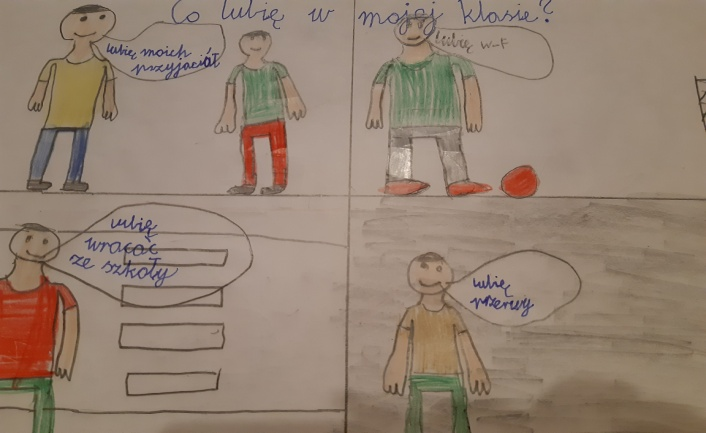 Co lubię w mojej klasie?
lubię moich
przyjaciół
lubię w-f
lubię
wracać
ze szkoły
lubię
przerwy